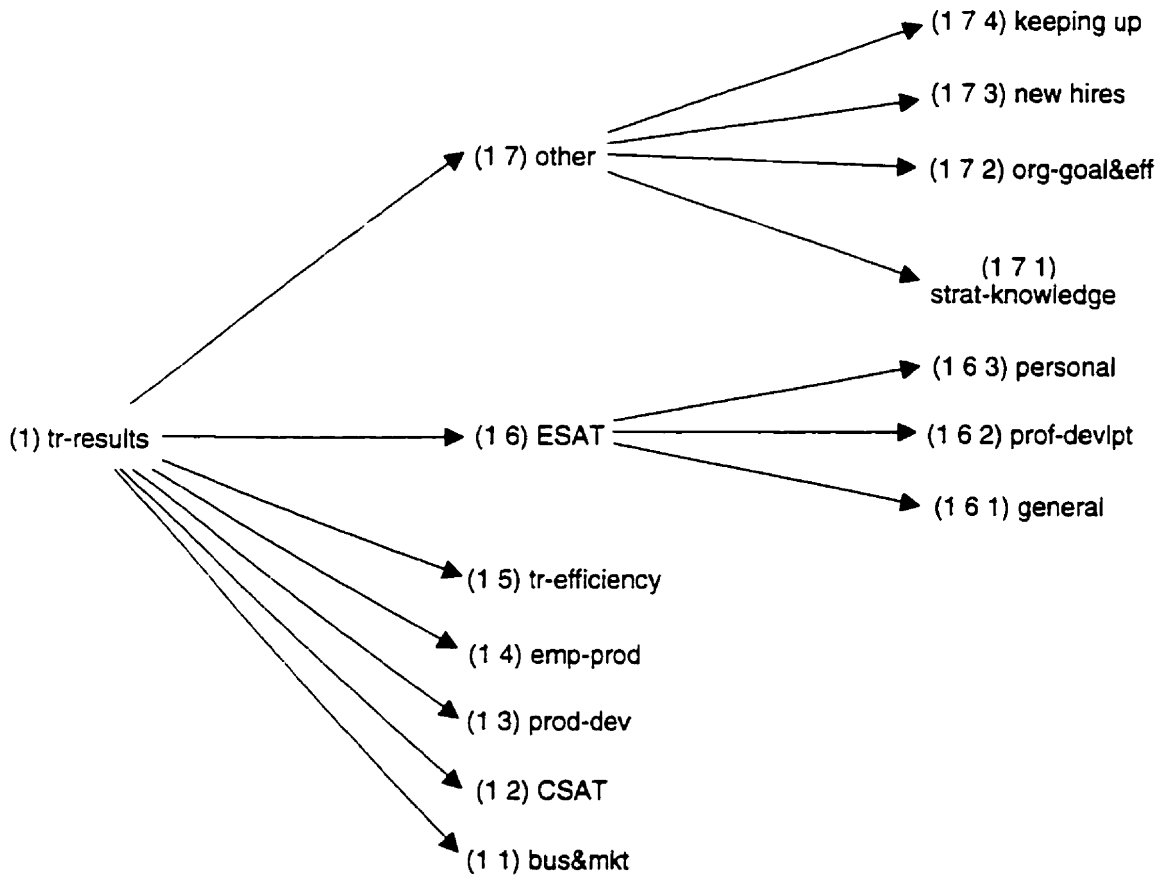 (1 7 4) keeping up
(1 7 3) new hires
(1 7) other
(1 7 2) org-goal&eff
(1 7 1)
strat-knowledge
(1 6 3) personal
(1) tr-results
(1 6) ESAT
(1 6 2) prof-devlpt
(1 6 1) general
(1 5) tr-efficiency
(1 4) emp-prod
(1 3) prod-dev
(1 2) CSAT
(1 1) bus&mkt